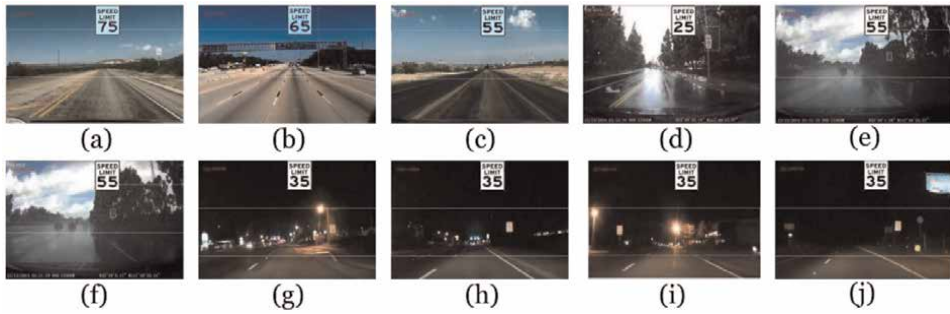 SPEED LIMIT 75
SPEED LIMIT 65
SPEED LIMIT 55
SPEED LIMIT 25
SPEED LIMIT 55
(a)
(b)
(c)
(d)
(e)
SPEED LIMIT 55
SPEED LIMIT 35
SPEED LIMIT 35
SPEED LIMIT 35
SPEED LIMIT 35
(f)
(g)
(h)
(i)
(j)